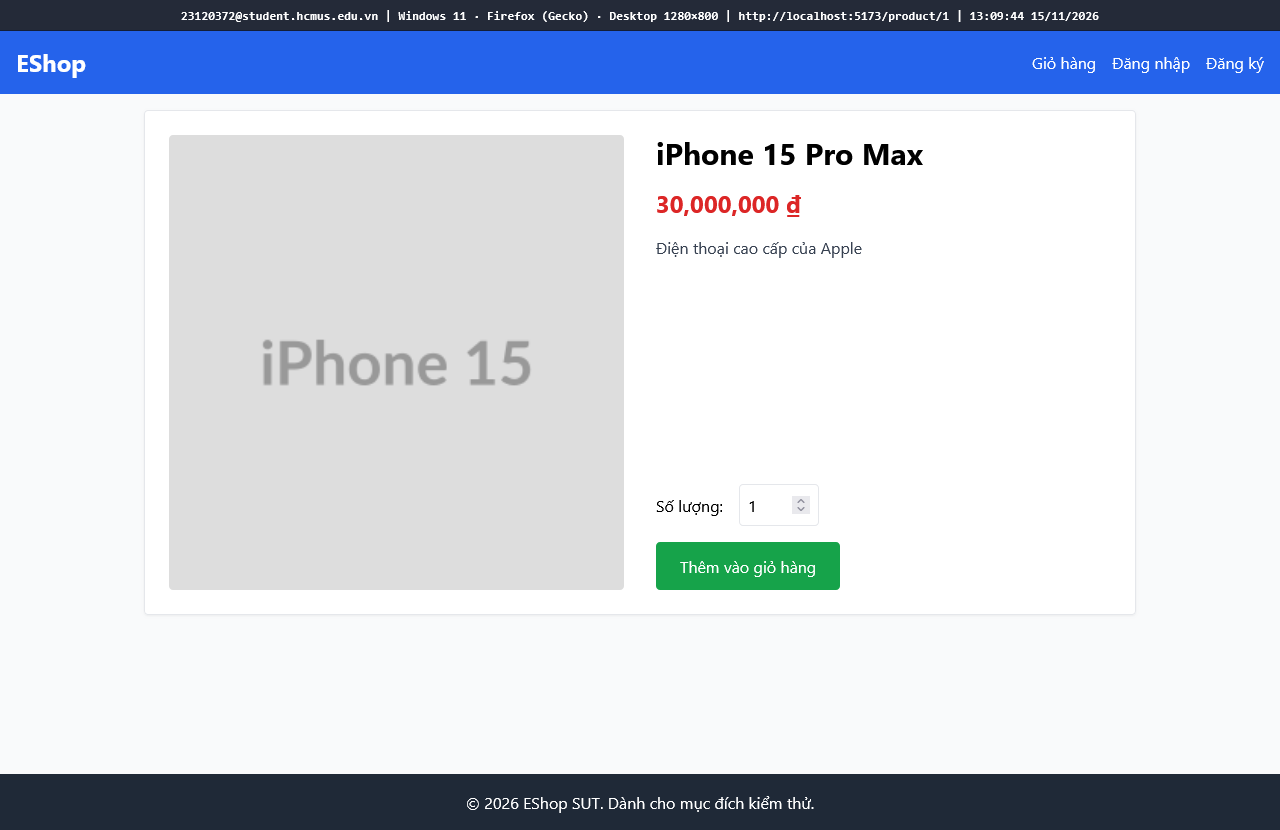 23120372@student.hcmus.edu.vn | Windows 11 · Firefox (Gecko) · Desktop 1280×800 | http://localhost:5173/product/1 | 13:09:44 15/11/2026
EShop
Giỏ hàng
Đăng nhập
Đăng ký
iPhone 15
iPhone 15 Pro Max
30,000,000 ₫
Điện thoại cao cấp của Apple
Số lượng: 1
Thêm vào giỏ hàng
© 2026 EShop SUT. Dành cho mục đích kiểm thử.